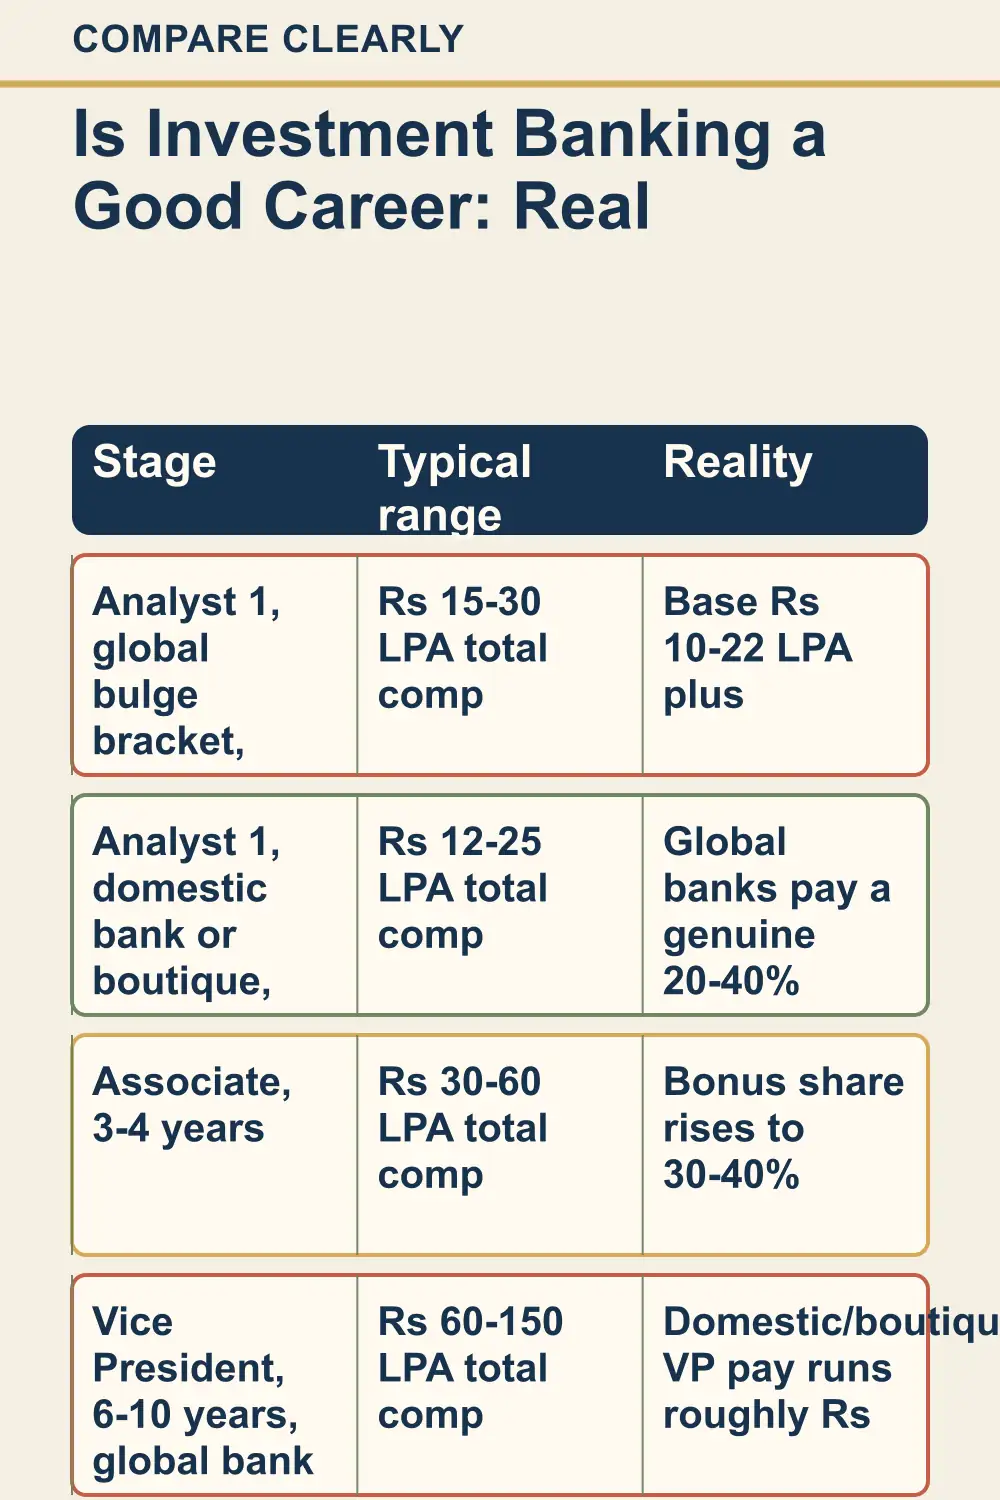 COMPARE CLEARLY
Is Investment Banking a
Good Career: Real
Stage
Typical
range
Reality
Analyst 1,
global
bulge
bracket,
Rs 15-30
LPA total
comp
Base Rs
10-22 LPA
plus
Analyst 1,
domestic
bank or
boutique,
Rs 12-25
LPA total
comp
Global
banks pay a
genuine
20-40%
Associate,
3-4 years
Rs 30-60
LPA total
comp
Bonus share
rises to
30-40%
Vice
President,
6-10 years,
global bank
Rs 60-150
LPA total
comp
Domestic/boutiqu
VP pay runs
roughly Rs